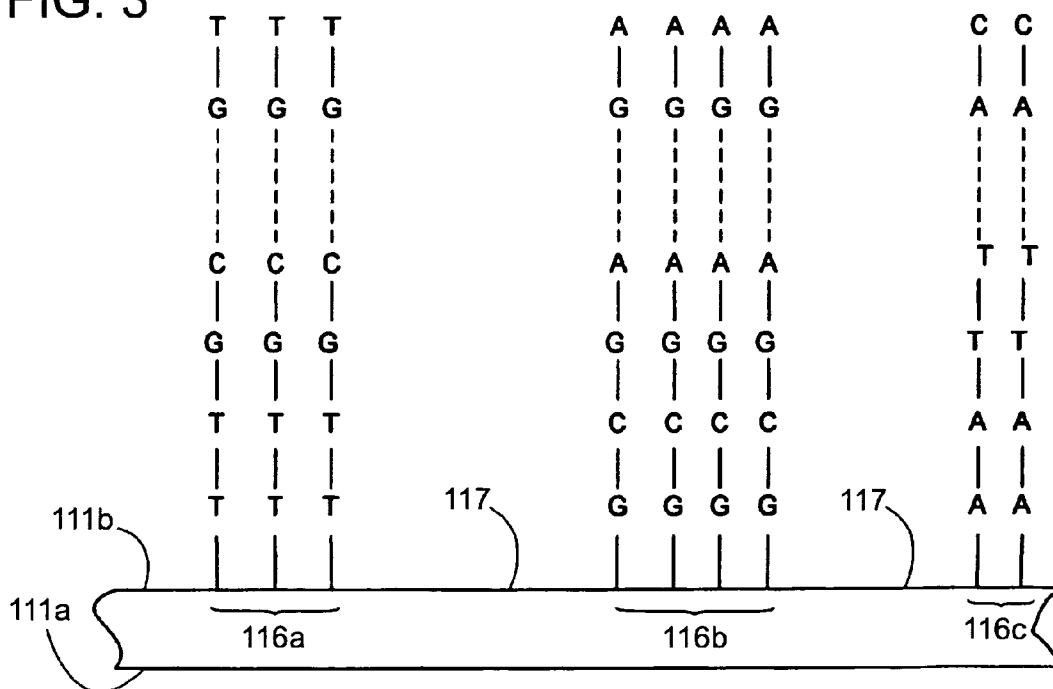 FIG. 3
T T T A A A A C C
G G G G G G G A A
C C C A A A A T T
G G G G G G G T T
T T T C C C C A A
T T T G G G G A A
111b 117 117
111a 116a 116b 116c